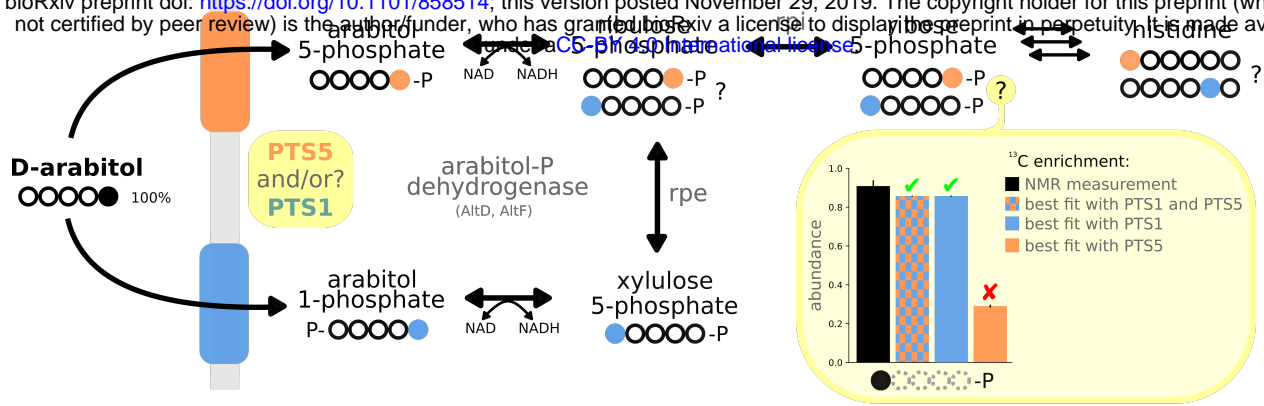 bioRxiv preprint doi: https://doi.org/10.1101/858514; this version posted November 29, 2019. The copyright holder for this preprint (wh
not certified by peer review) is the author/funder, who has granted bioRxiv a license to display the preprint in perpetuity. It is made av
under a CC-BY 4.0 International license.
arabitol
5-phosphate
-P
NAD NADH
ribulose
5-phosphate
-P
-P
?
rpi
ribose
5-phosphate
-P
-P
?
histidine
?
D-arabitol
100%
PTS5
and/or?
PTS1
arabitol-P
dehydrogenase
(AltD, AltF)
rpe
arabitol
1-phosphate
P-
NAD NADH
xylulose
5-phosphate
-P
13C enrichment:
NMR measurement
best fit with PTS1 and PTS5
best fit with PTS1
best fit with PTS5
abundance
1.0
0.8
0.6
0.4
0.2
0.0
✔ ✔
✘
-P